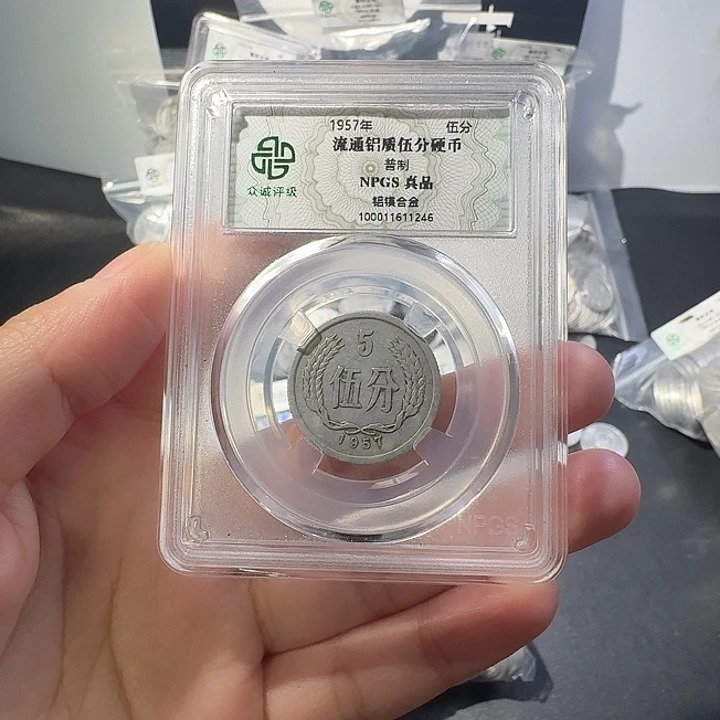 1957年 伍分
流通铝质伍分硬币
普制
NPGS 真品
铝镁合金
100011611246
众诚评级
5
伍分
1957
NPGS